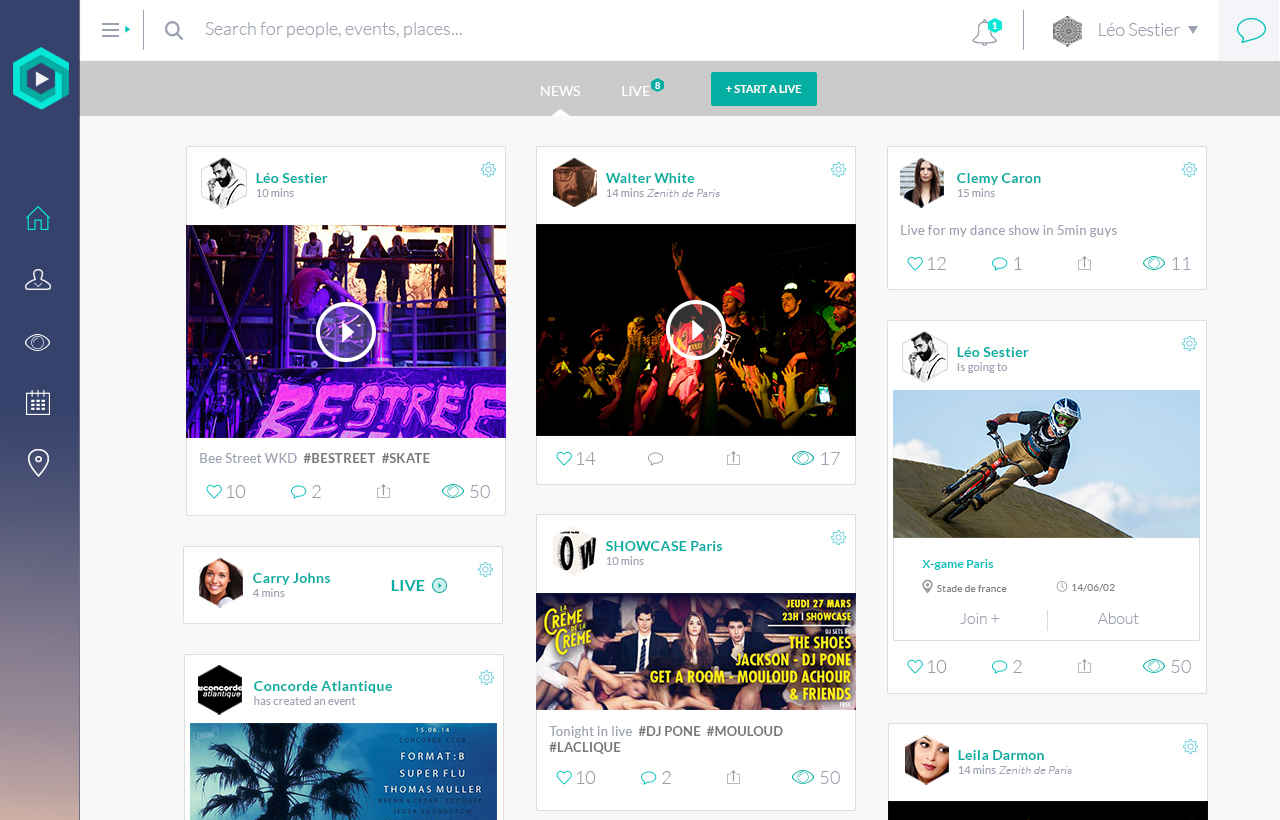 Search for people, events, places...
1
Léo Sestier
NEWS
LIVE 8
+ START A LIVE
Léo Sestier
10 mins
BESTREE
Bee Street WKD #BESTREET #SKATE
10 2 50
Carry Johns
4 mins
LIVE
Concorde Atlantique
has created an event
concorde
atlantique
15.06.14
CONCORDE CLUB
FORMAT:B
SUPER FLU
THOMAS MULLER
Walter White
14 mins Zenith de Paris
14 17
SHOWCASE Paris
10 mins
OW
LA
CRÈME
DE LA
CRÈME
JEUDI 27 MARS
23H I SHOWCASE
DJ SETS BY
THE SHOES
JACKSON - DJ PONE
GET A ROOM - MOULOUD ACHOUR
& FRIENDS
FREE
Tonight in live #DJ PONE #MOULOUD
#LACLIQUE
10 2 50
Clemy Caron
15 mins
Live for my dance show in 5min guys
12 1 11
Léo Sestier
Is going to
X-game Paris
Stade de france 14/06/02
Join + About
10 2 50
Leila Darmon
14 mins Zenith de Paris